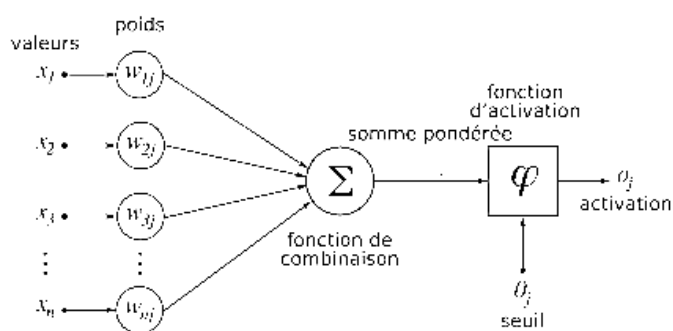 poids
valeurs
x1
w1j
x2
w2j
x3
w3j
⋮
⋮
xn
wnj
Σ
fonction de
combinaison
somme pondérée
fonction
d'activation
φ
oj
activation
θj
seuil